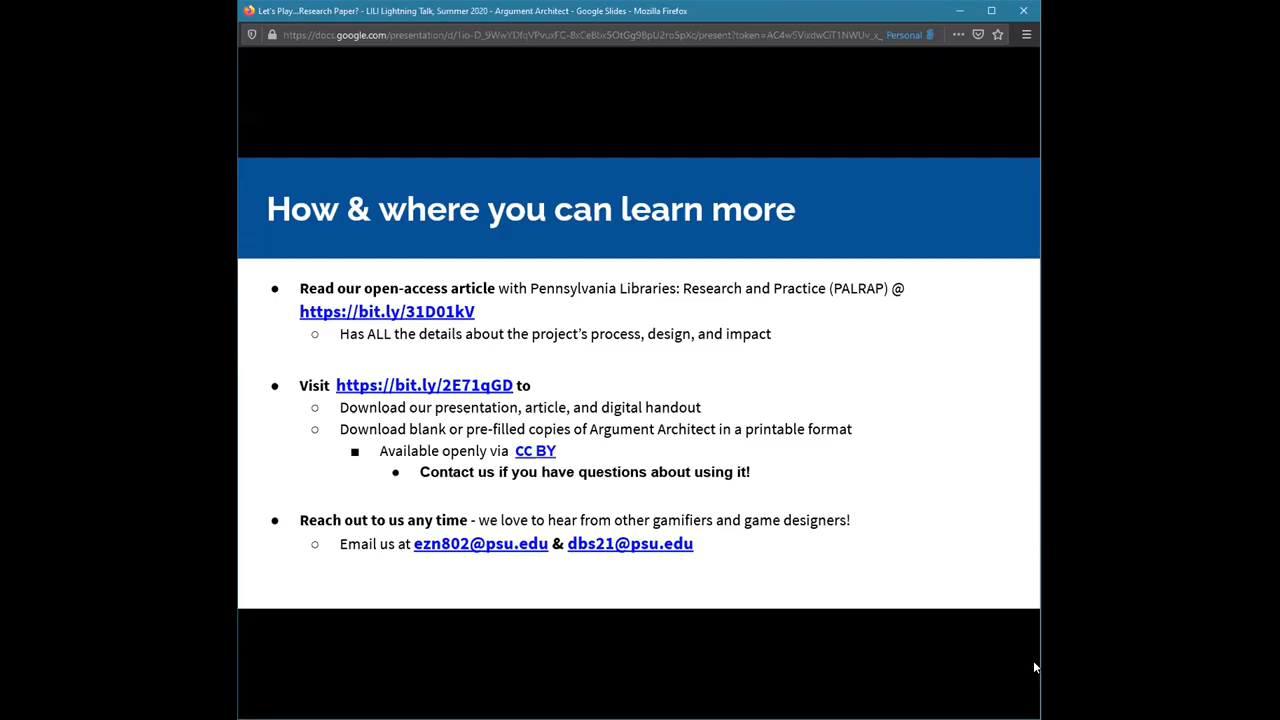 Let's Play...Research Paper? - LILI Lightning Talk, Summer 2020 - Argument Architect - Google Slides - Mozilla Firefox
Personal
How & where you can learn more
● Read our open-access article with Pennsylvania Libraries: Research and Practice (PALRAP) @
https://bit.ly/31D01kV
○ Has ALL the details about the project's process, design, and impact
● Visit https://bit.ly/2E71qGD to
○ Download our presentation, article, and digital handout
○ Download blank or pre-filled copies of Argument Architect in a printable format
■ Available openly via CC BY
● Contact us if you have questions about using it!
● Reach out to us any time - we love to hear from other gamifiers and game designers!
○ Email us at ezn802@psu.edu & dbs21@psu.edu